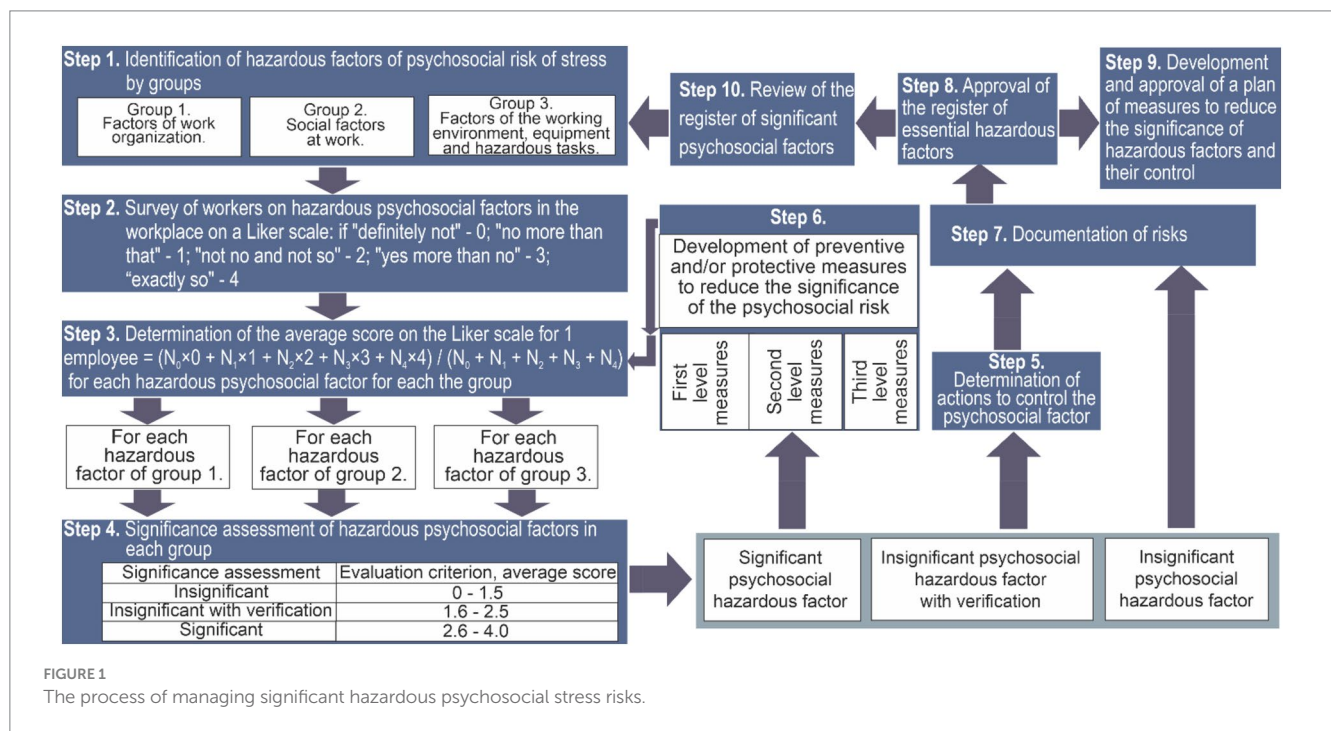 Step 1. Identification of hazardous factors of psychosocial risk of stress
by groups
Group 1.
Factors of work
organization.
Group 2.
Social factors
at work.
Group 3.
Factors of the working
environment, equipment
and hazardous tasks.
Step 2. Survey of workers on hazardous psychosocial factors in the
workplace on a Liker scale: if "definitely not" - 0; "no more than
that" - 1; "not no and not so" - 2; "yes more than no" - 3;
"exactly so" - 4
Step 3. Determination of the average score on the Liker scale for 1
employee = (N₀×0 + N₁×1 + N₂×2 + N₃×3 + N₄×4) / (N₀ + N₁ + N₂ + N₃ + N₄)
for each hazardous psychosocial factor for each the group
For each
hazardous
factor of group 1.
For each
hazardous
factor of group 2.
For each
hazardous
factor of group 3.
Step 4. Significance assessment of hazardous psychosocial factors in
each group
Significance assessment Evaluation criterion, average score
Insignificant 0 - 1.5
Insignificant with verification 1.6 - 2.5
Significant 2.6 - 4.0
Significant
psychosocial
hazardous factor
Insignificant psychosocial
hazardous factor
with verification
Insignificant
psychosocial
hazardous factor
Step 5.
Determination of
actions to control the
psychosocial factor
Step 6.
Development of preventive
and/or protective measures
to reduce the significance
of the psychosocial risk
First
level
measures
Second
level
measures
Third
level
measures
Step 7. Documentation of risks
Step 8. Approval of
the register of
essential hazardous
factors
Step 9. Development
and approval of a plan
of measures to reduce
the significance of
hazardous factors and
their control
Step 10. Review of the
register of significant
psychosocial factors
FIGURE 1
The process of managing significant hazardous psychosocial stress risks.